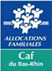 ALLOCATIONS
FAMILIALES
Caf
du Bas-Rhin